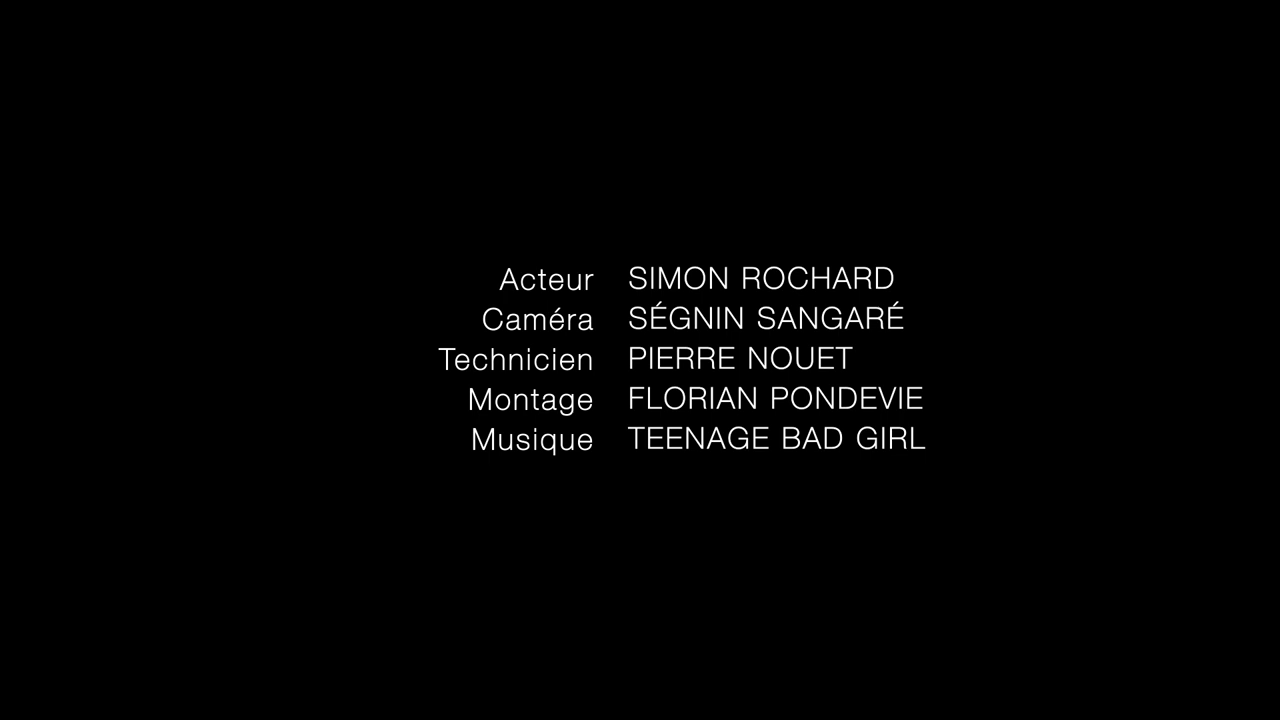 Acteur SIMON ROCHARD
Caméra SÉGNIN SANGARÉ
Technicien PIERRE NOUET
Montage FLORIAN PONDEVIE
Musique TEENAGE BAD GIRL